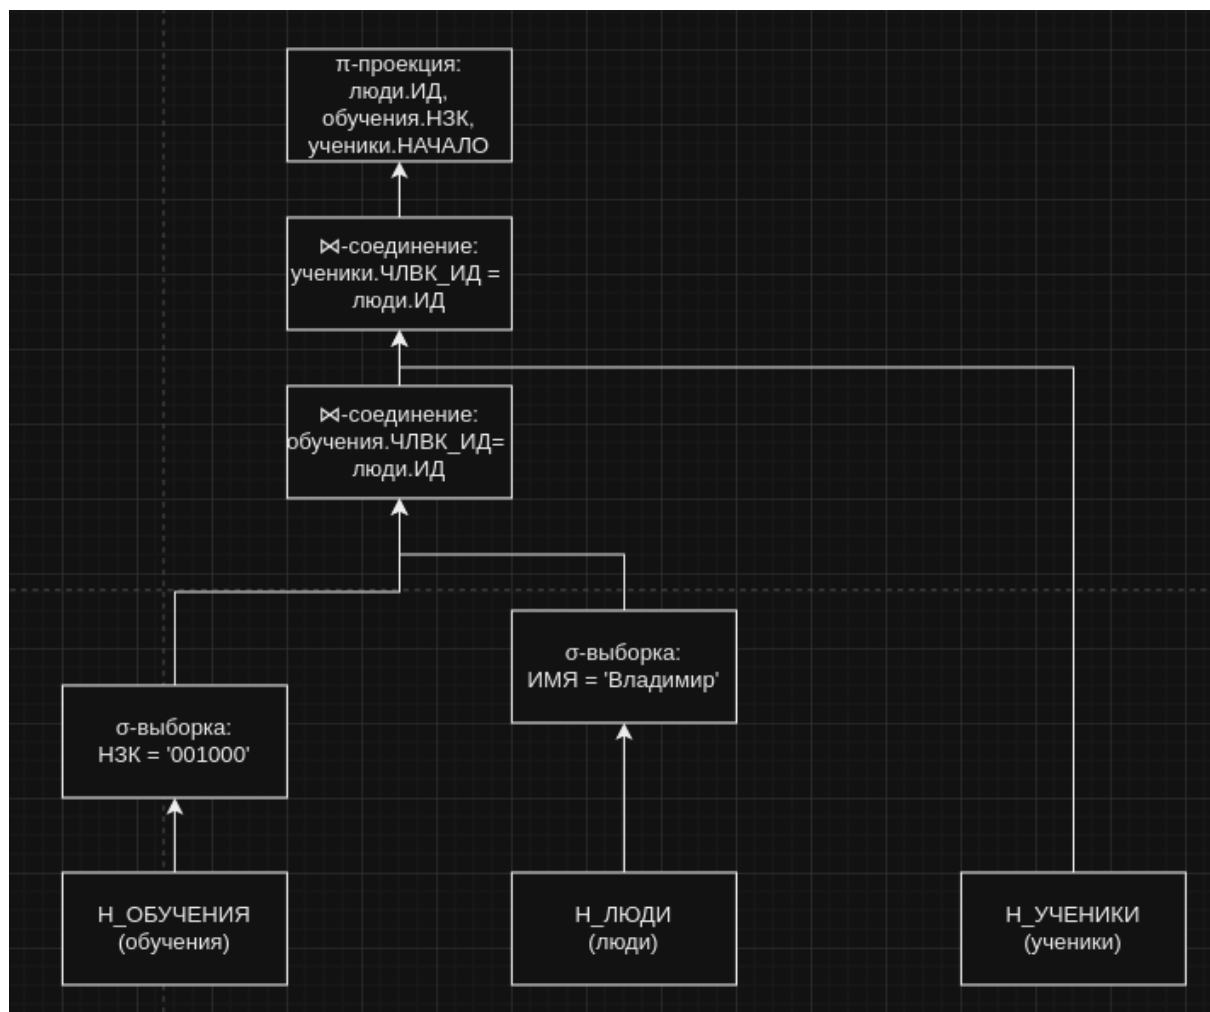 π-проекция:
люди.ИД,
обучения.НЗК,
ученики.НАЧАЛО
⋈-соединение:
ученики.ЧЛВК_ИД =
люди.ИД
⋈-соединение:
обучения.ЧЛВК_ИД=
люди.ИД
σ-выборка:
ИМЯ = 'Владимир'
σ-выборка:
НЗК = '001000'
Н_ОБУЧЕНИЯ
(обучения)
Н_ЛЮДИ
(люди)
Н_УЧЕНИКИ
(ученики)